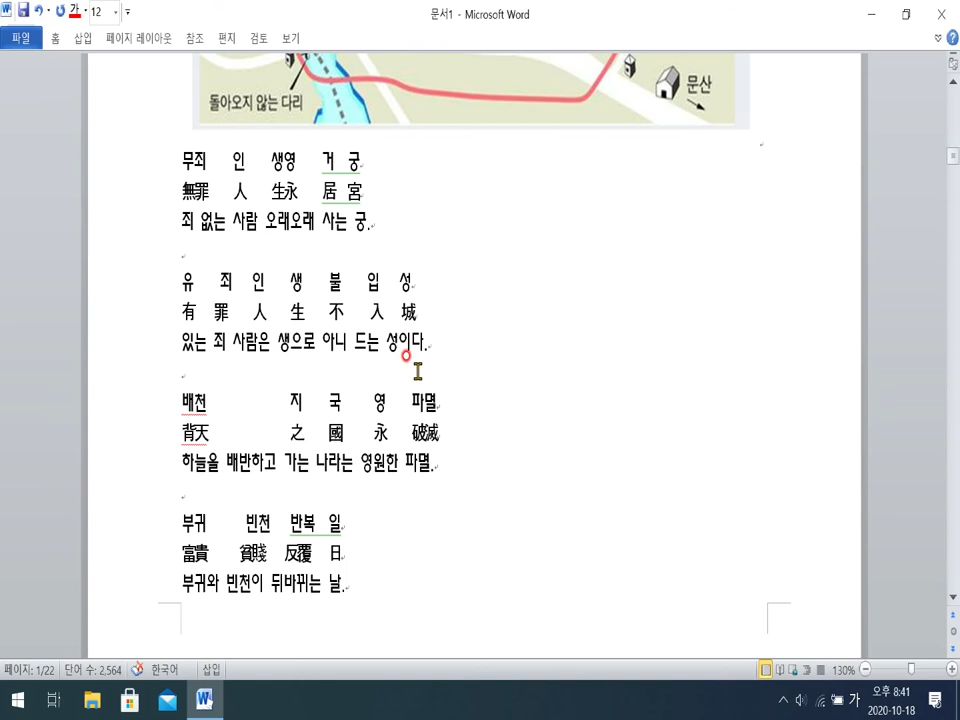 문서1 - Microsoft Word
가 12
파일 홈 삽입 페이지 레이아웃 참조 편지 검토 보기
돌아오지 않는 다리
문산
무죄 인 생영 거 궁
無罪 人 生永 居 宮
죄 없는 사람 오래오래 사는 궁.
유 죄 인 생 불 입 성
有 罪 人 生 不 入 城
있는 죄 사람은 생으로 아니 드는 성이다.
배천 지 국 영 파멸
背天 之 國 永 破滅
하늘을 배반하고 가는 나라는 영원한 파멸.
부귀 빈천 반복 일
富貴 貧賤 反覆 日
부귀와 빈천이 뒤바뀌는 날.
페이지: 1/22 단어 수: 2,564 한국어 삽입 130%
가 오후 8:41
2020-10-18